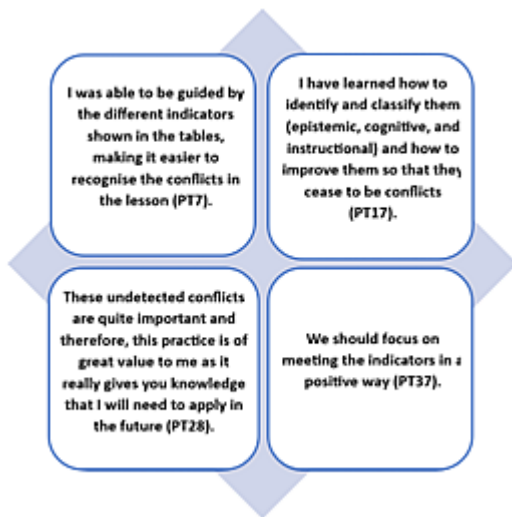 I was able to be guided by
the different indicators
shown in the tables,
making it easier to
recognise the conflicts in
the lesson (PT7).
I have learned how to
identify and classify them
(epistemic, cognitive, and
instructional) and how to
improve them so that they
cease to be conflicts
(PT17).
These undetected conflicts
are quite important and
therefore, this practice is of
great value to me as it
really gives you knowledge
that I will need to apply in
the future (PT28).
We should focus on
meeting the indicators in a
positive way (PT37).